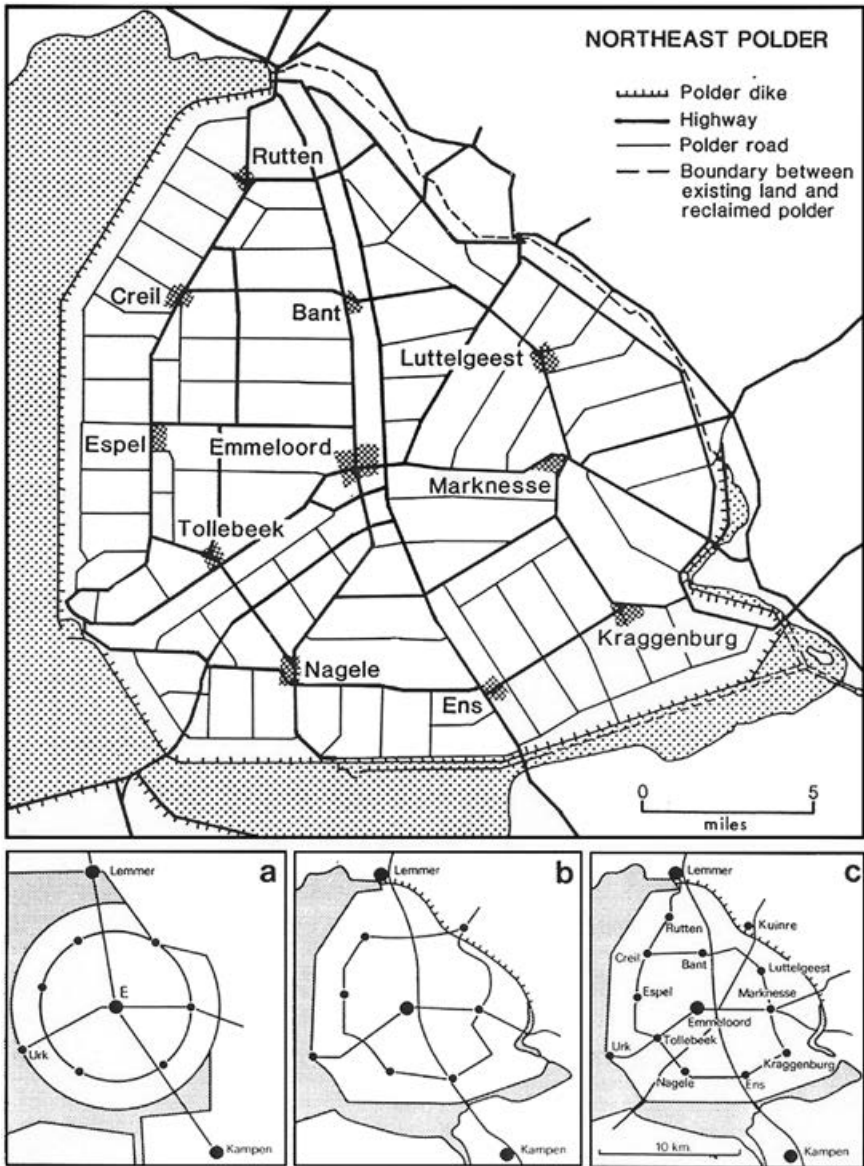 NORTHEAST POLDER
Polder dike
Highway
Polder road
Boundary between
existing land and
reclaimed polder
Rutten
Creil
Bant
Luttelgeest
Espel
Emmeloord
Marknesse
Tollebeek
Kraggenburg
Nagele
Ens
0 5
miles
a
Lemmer
E
Urk
Kampen
b
Lemmer
Kampen
c
Lemmer
Kuinre
Rutten
Creil
Bant
Luttelgeest
Espel
Marknesse
Emmeloord
Urk
Tollebeek
Kraggenburg
Nagele
Ens
10 km.
Kampen